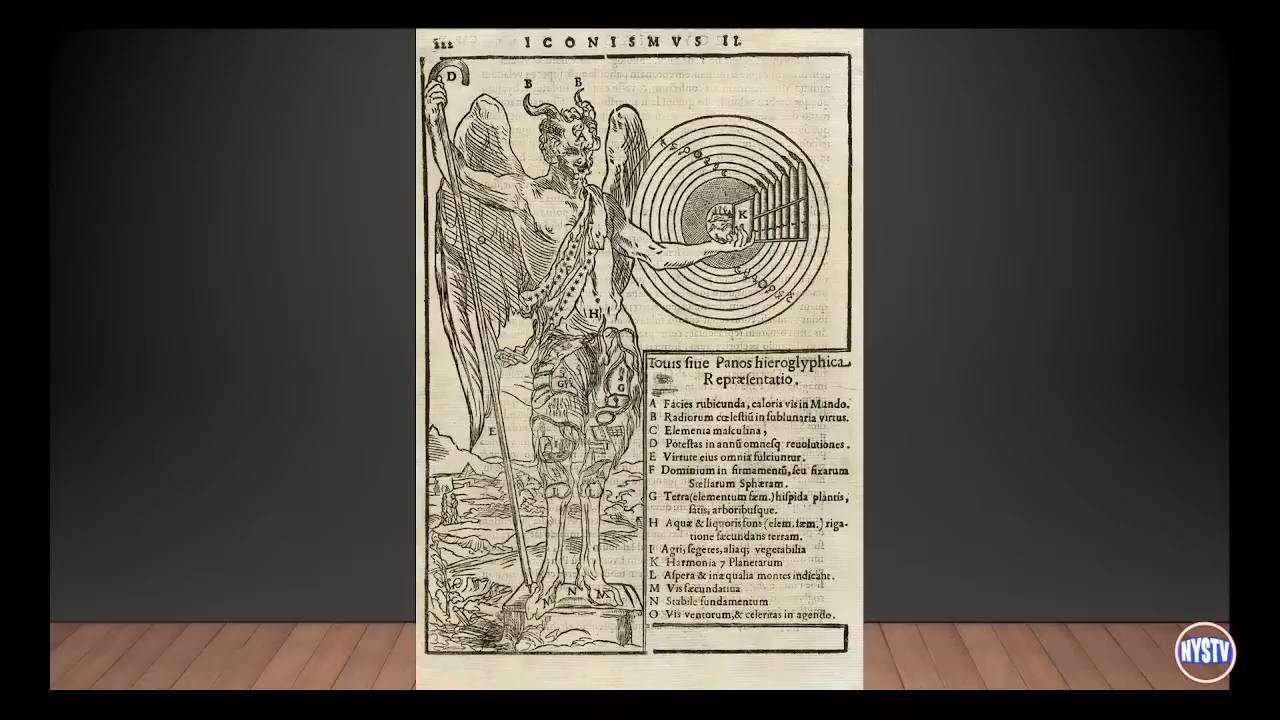 ICONISMVS II.
D
B B
K
H
G
G
E
I
I
N M
Iouis ſiue Panos hieroglyphica
Repræſentatio.
A Facies rubicunda, caloris vis in Mundo.
B Radiorum cœleſtiũ in ſublunaria virtus.
C Elementa maſculina,
D Poteſtas in annũ omneſq; reuolutiones.
E Virtute eius omnia fulciuntur.
F Dominium in firmamentũ, ſeu fixarum
Stellarum Sphæram.
G Terra (elementum fæm.) hiſpida plantis,
ſatis, arboribuſque.
H Aquæ & liquoris fons (elem. fæm.) riga-
tione fæcundans terram.
I Agri, ſegetes, aliaq; vegetabilia
K Harmonia 7 Planetarum
L Aſpera & inæqualia montes indicant.
M Vis fæcundatiua
N Stabile fundamentum
O Vis ventorum, & celeritas in agendo.
NYSTV